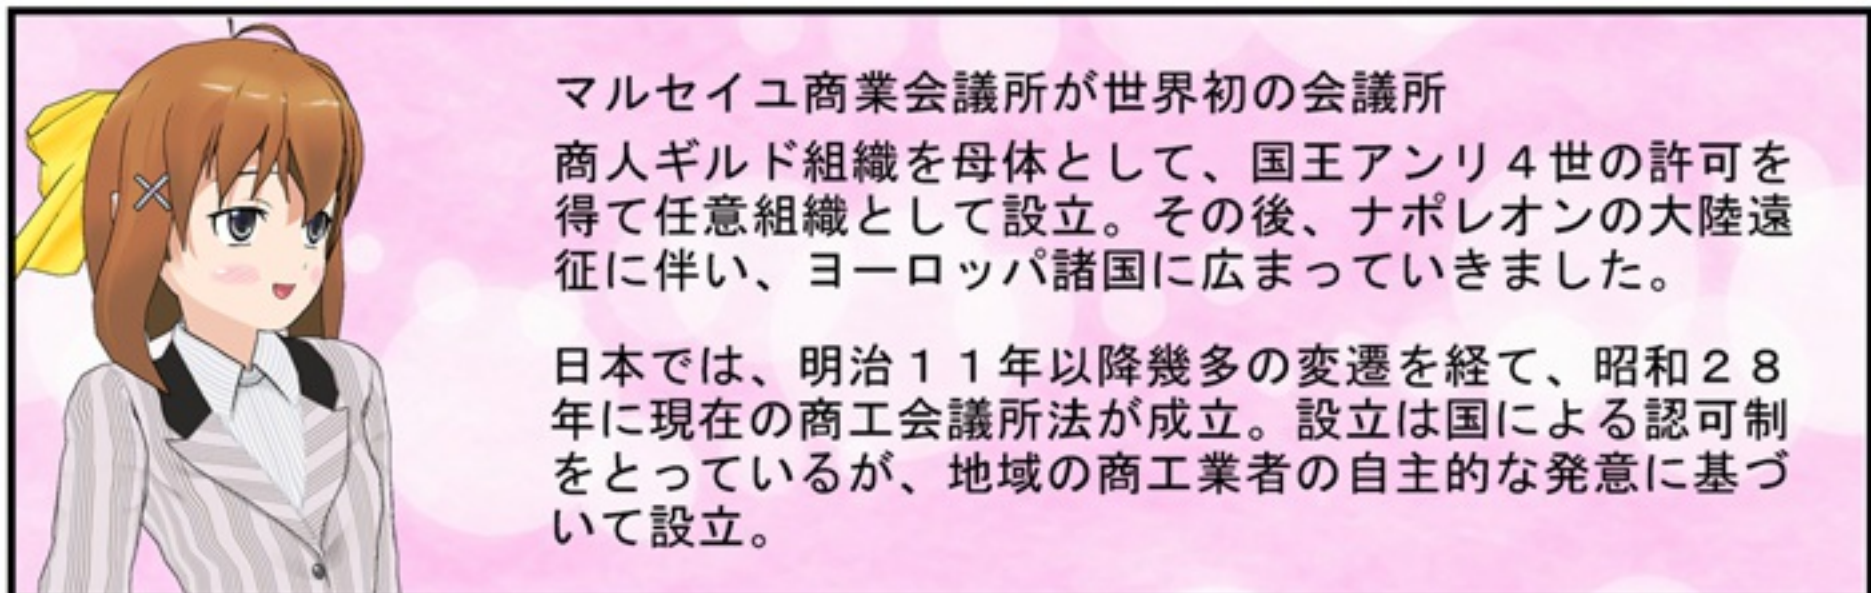 マルセイユ商業会議所が世界初の会議所
商人ギルド組織を母体として、国王アンリ４世の許可を
得て任意組織として設立。その後、ナポレオンの大陸遠
征に伴い、ヨーロッパ諸国に広まっていきました。
日本では、明治１１年以降幾多の変遷を経て、昭和２８
年に現在の商工会議所法が成立。設立は国による認可制
をとっているが、地域の商工業者の自主的な発意に基づ
いて設立。